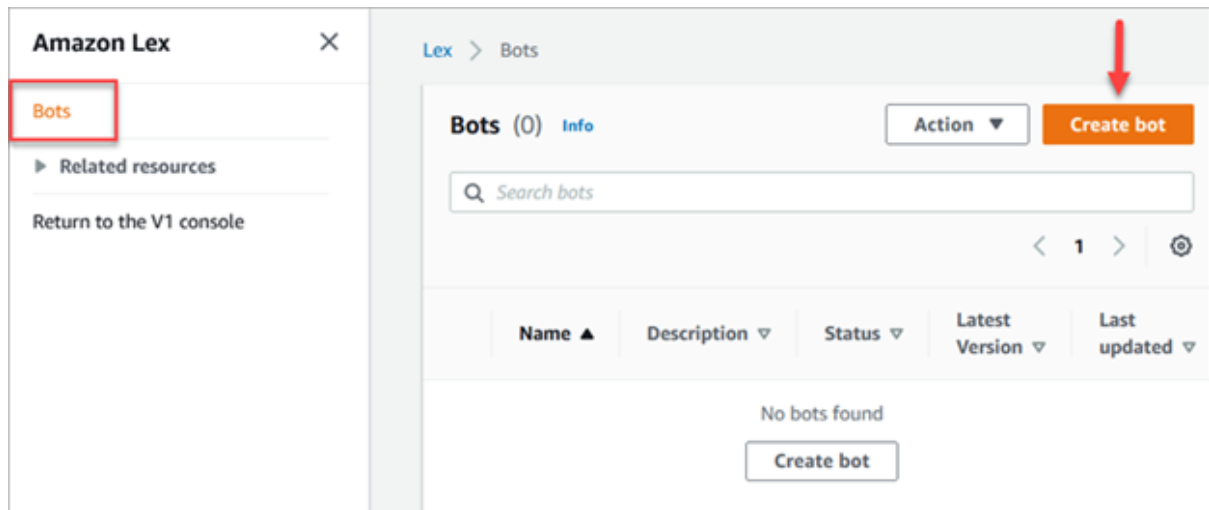 Amazon Lex
Bots
Related resources
Return to the V1 console
Lex > Bots
Bots (0) Info
Action
Create bot
Search bots
1
Name
Description
Status
Latest
Version
Last
updated
No bots found
Create bot